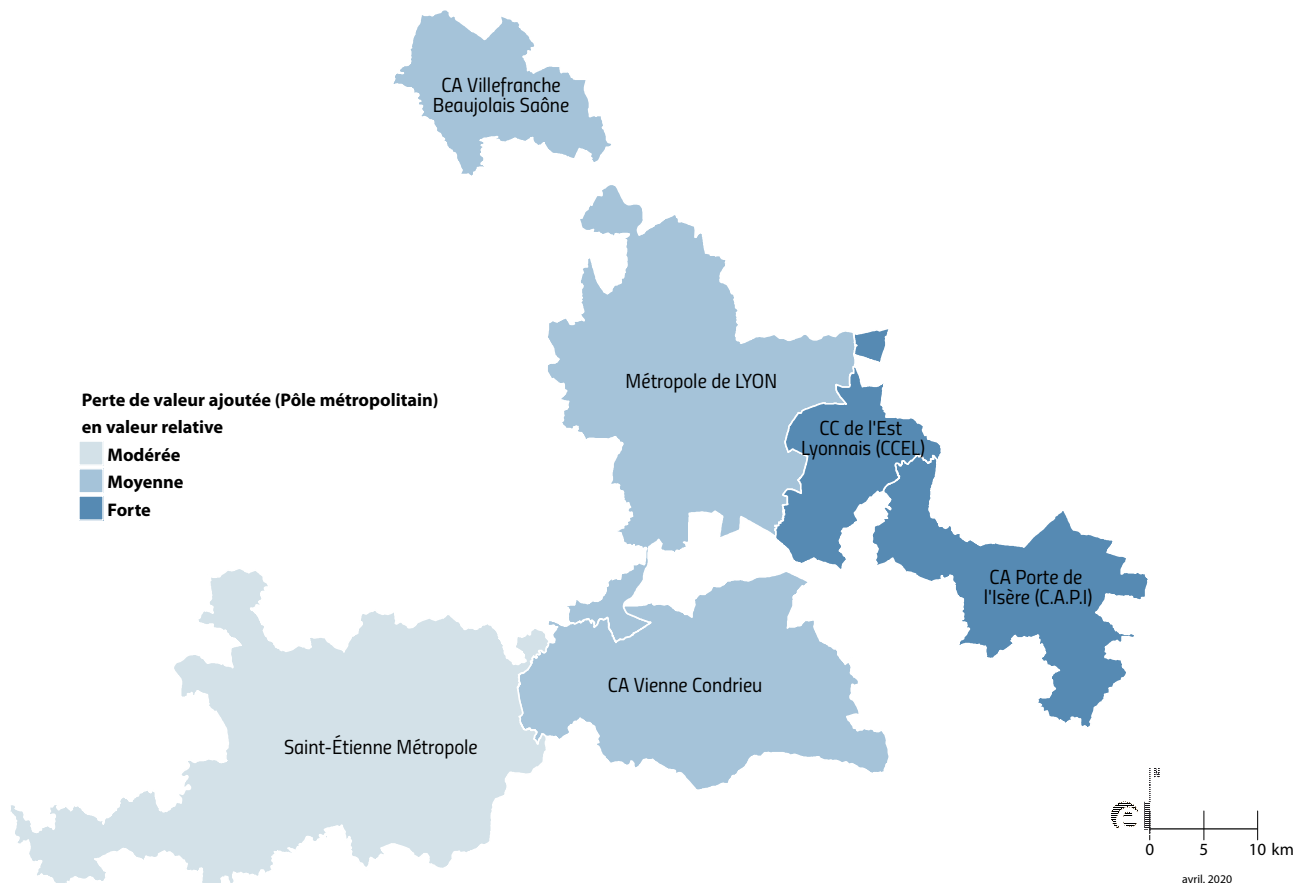 CA Villefranche
Beaujolais Saône
Métropole de LYON
Perte de valeur ajoutée (Pôle métropolitain)
en valeur relative
Modérée
Moyenne
Forte
CC de l'Est
Lyonnais (CCEL)
CA Porte de
l'Isère (C.A.P.I)
CA Vienne Condrieu
Saint-Étienne Métropole
N
e
0 5 10 km
avril, 2020